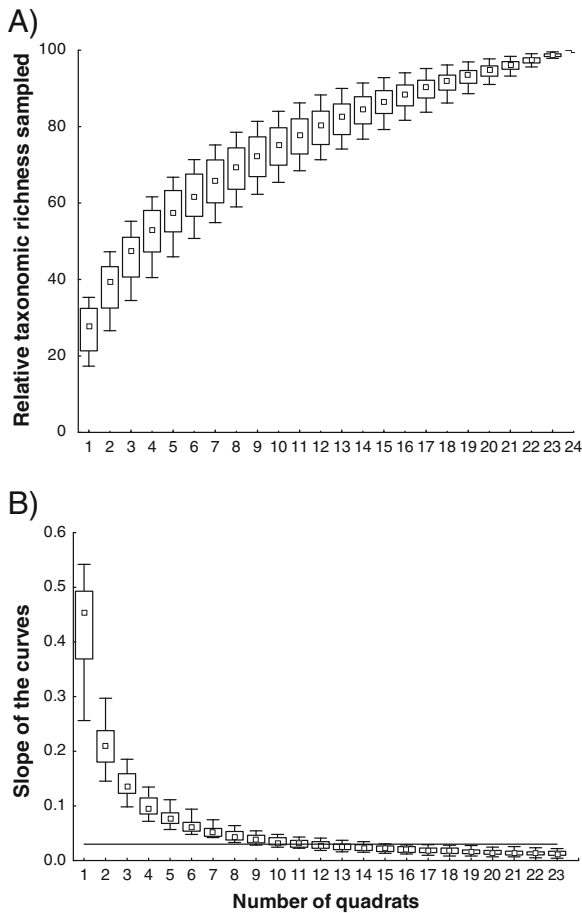 A)
Relative taxonomic richness sampled
100
80
60
40
20
0
1 2 3 4 5 6 7 8 9 10 11 12 13 14 15 16 17 18 19 20 21 22 23 24
B)
Slope of the curves
0.6
0.5
0.4
0.3
0.2
0.1
0.0
1 2 3 4 5 6 7 8 9 10 11 12 13 14 15 16 17 18 19 20 21 22 23
Number of quadrats